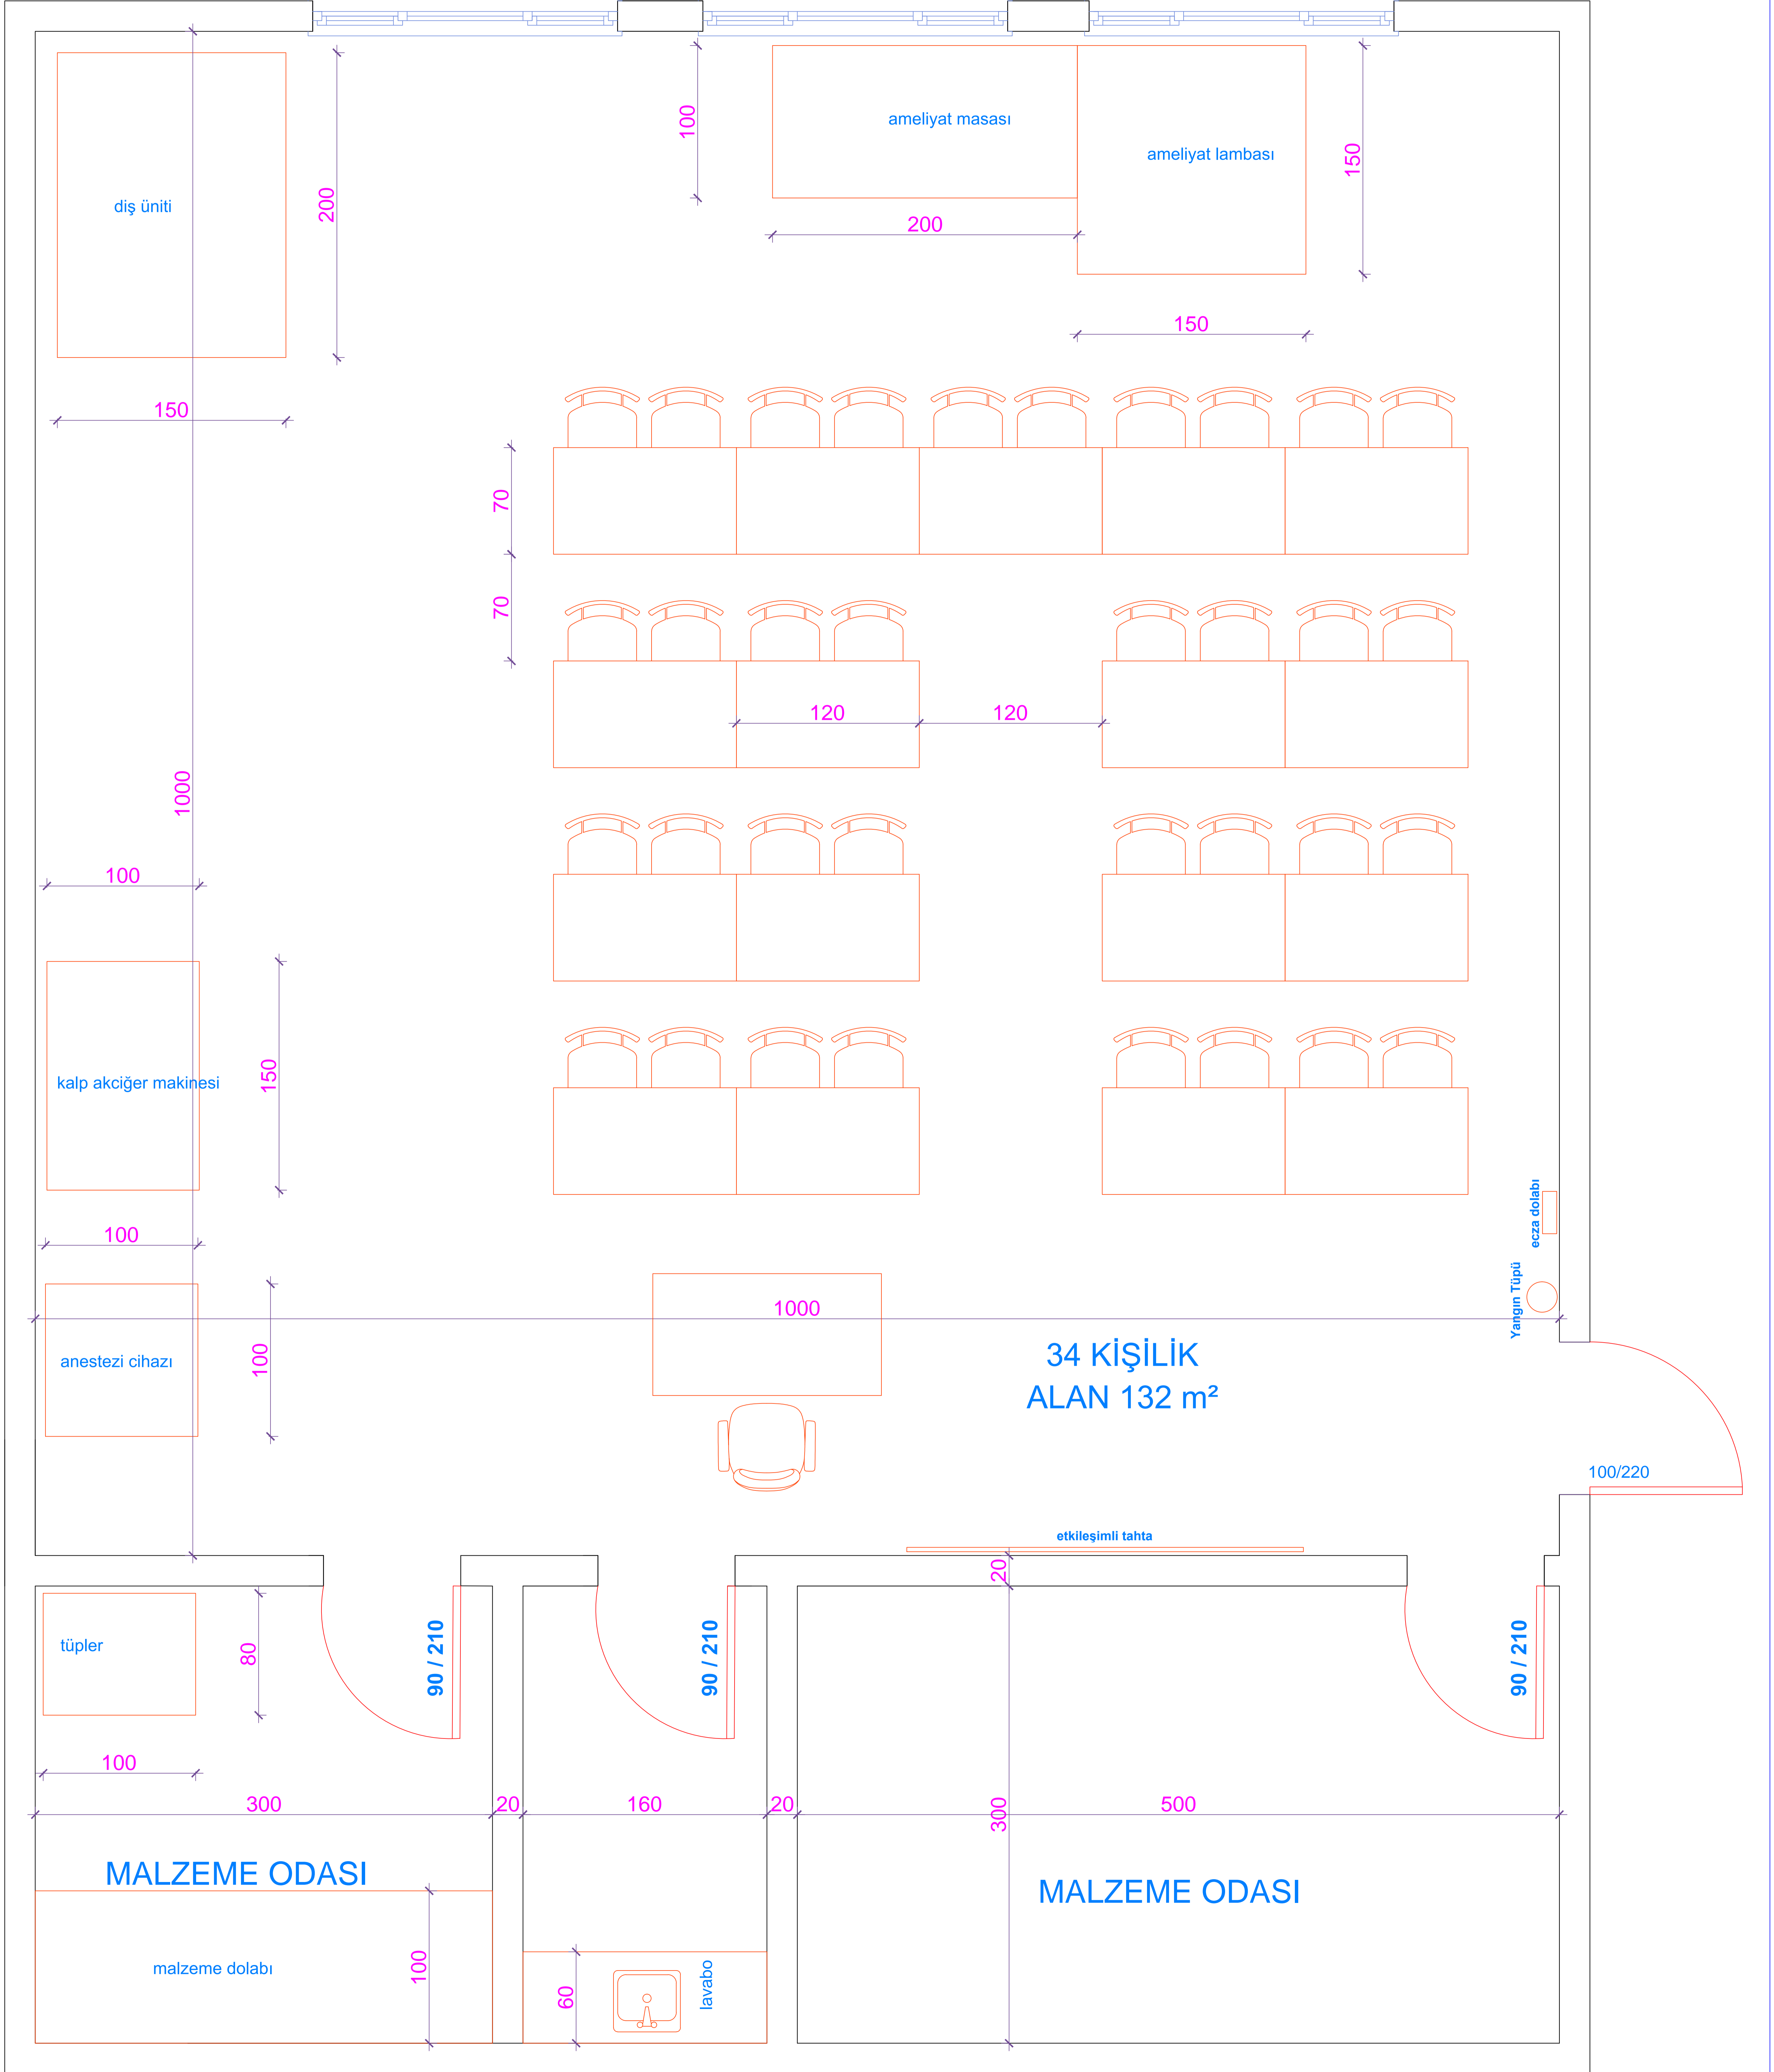 100
ameliyat masası
ameliyat lambası
150
diş üniti
200
200
150
150
70
70
120
120
1000
100
kalp akciğer makinesi
150
ecza dolabı
100
Yangın Tüpü
1000
anestezi cihazı
100
34 KİŞİLİK
ALAN 132 m²
100/220
etkileşimli tahta
20
tüpler
80
90 / 210
90 / 210
90 / 210
100
300
20
160
20
300
500
MALZEME ODASI
MALZEME ODASI
malzeme dolabı
100
60
lavabo